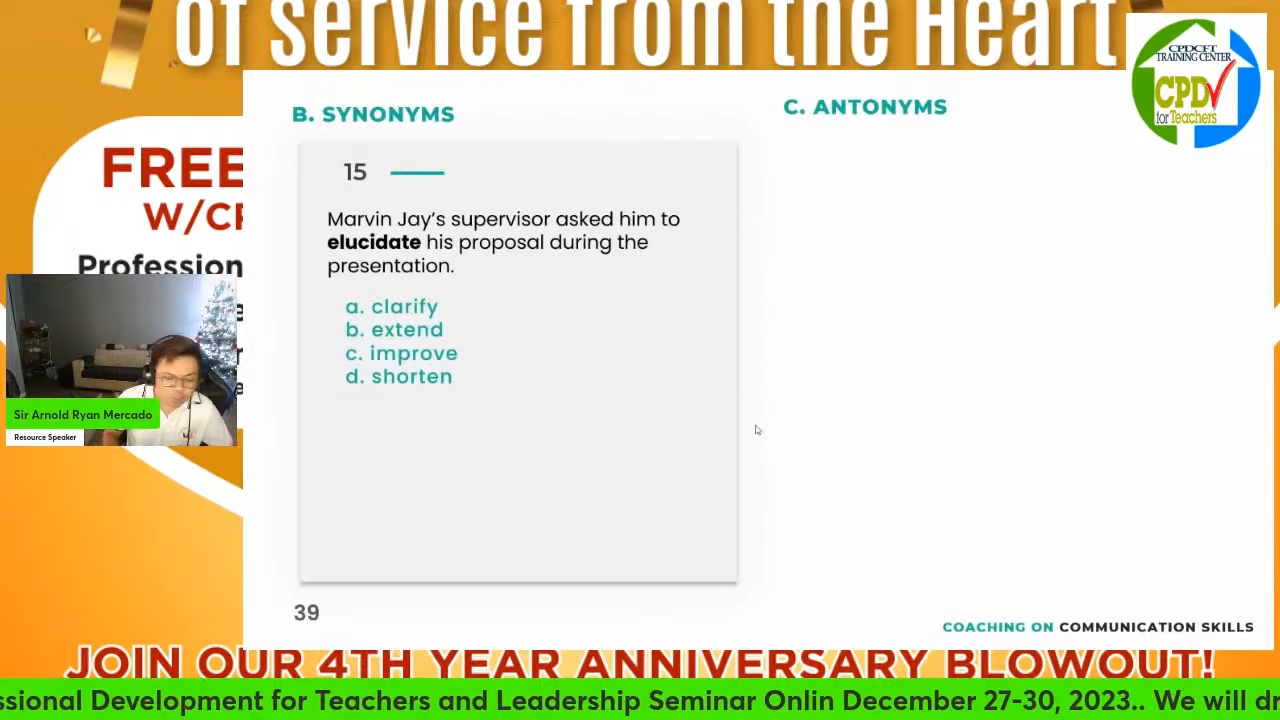 of service from the Heart
CPDCFT
TRAINING CENTER
CPD
for Teachers
B. SYNONYMS
C. ANTONYMS
15
Marvin Jay's supervisor asked him to
elucidate his proposal during the
presentation.
a. clarify
b. extend
c. improve
d. shorten
39
COACHING ON COMMUNICATION SKILLS
FREE
W/CP
Profession
Sir Arnold Ryan Mercado
Resource Speaker
JOIN OUR 4TH YEAR ANNIVERSARY BLOWOUT!
ssional Development for Teachers and Leadership Seminar Onlin December 27-30, 2023.. We will dr